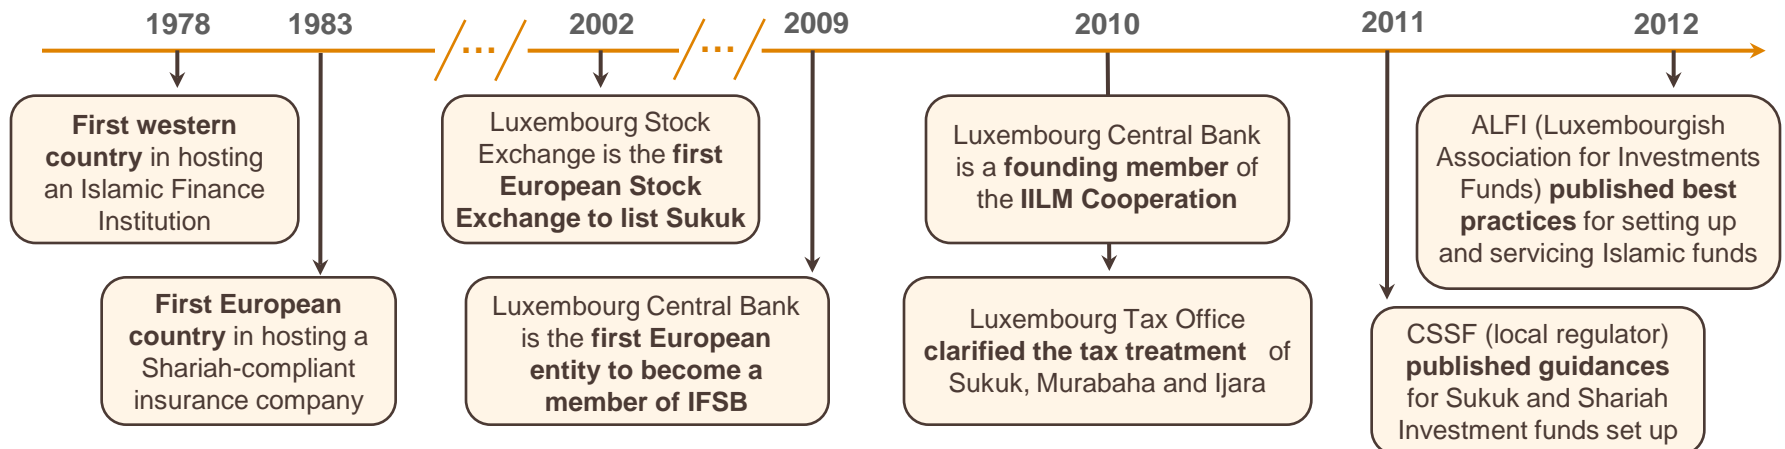 1978
1983
...
2002
...
2009
2010
2011
2012
First western
country in hosting
an Islamic Finance
Institution
First European
country in hosting a
Shariah-compliant
insurance company
Luxembourg Stock
Exchange is the first
European Stock
Exchange to list Sukuk
Luxembourg Central Bank
is the first European
entity to become a
member of IFSB
Luxembourg Central Bank
is a founding member of
the IILM Cooperation
Luxembourg Tax Office
clarified the tax treatment of
Sukuk, Murabaha and Ijara
CSSF (local regulator)
published guidances
for Sukuk and Shariah
Investment funds set up
ALFI (Luxembourgish
Association for Investments
Funds) published best
practices for setting up
and servicing Islamic funds